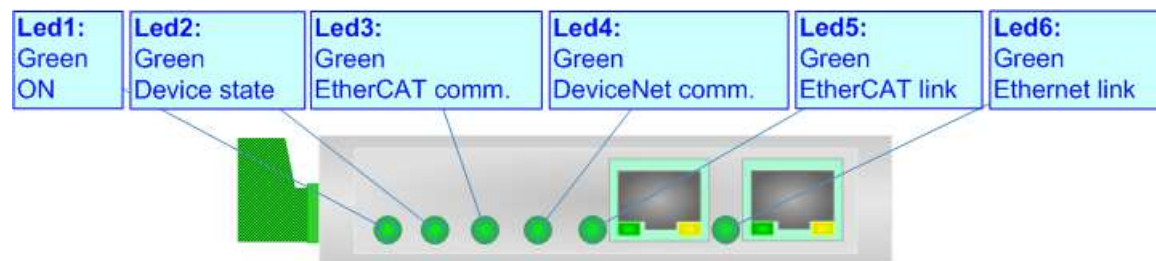 Led1:
Green
ON
Led2:
Green
Device state
Led3:
Green
EtherCAT comm.
Led4:
Green
DeviceNet comm.
Led5:
Green
EtherCAT link
Led6:
Green
Ethernet link